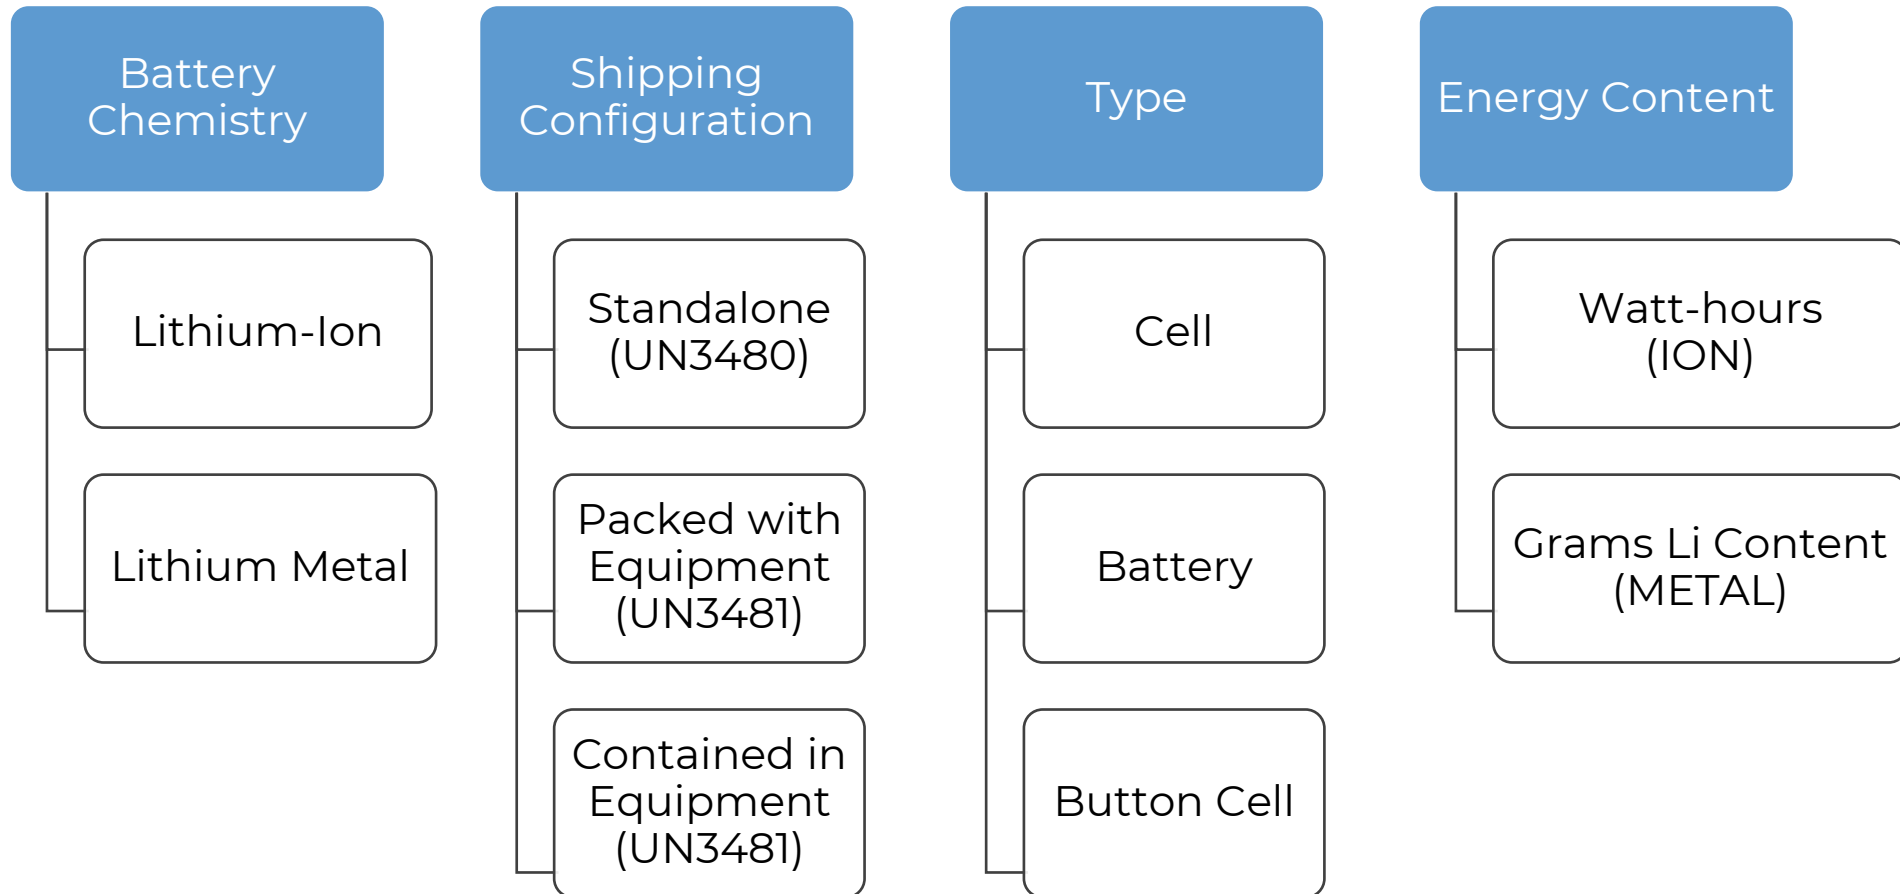 Battery
Chemistry
Lithium-Ion
Lithium Metal
Shipping
Configuration
Standalone
(UN3480)
Packed with
Equipment
(UN3481)
Contained in
Equipment
(UN3481)
Type
Cell
Battery
Button Cell
Energy Content
Watt-hours
(ION)
Grams Li Content
(METAL)